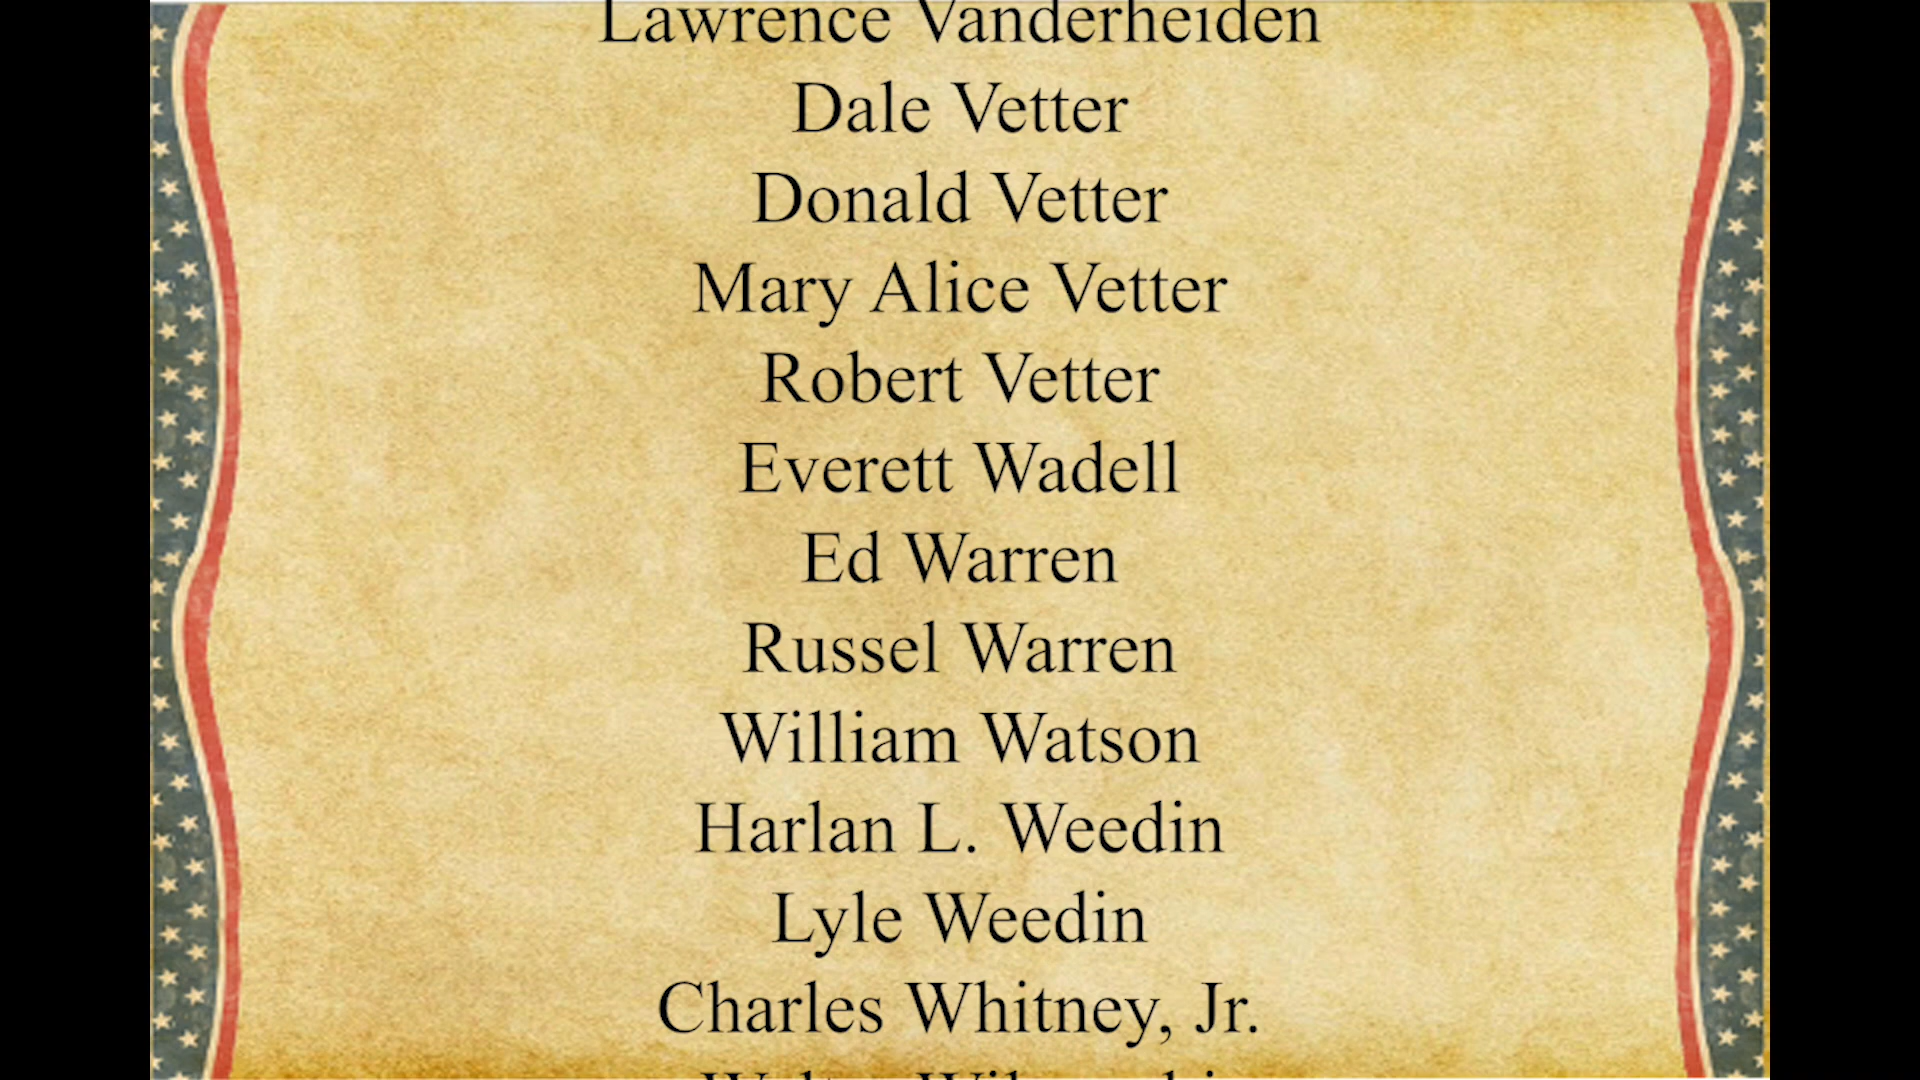 Lawrence Vanderheiden
Dale Vetter
Donald Vetter
Mary Alice Vetter
Robert Vetter
Everett Wadell
Ed Warren
Russel Warren
William Watson
Harlan L. Weedin
Lyle Weedin
Charles Whitney, Jr.